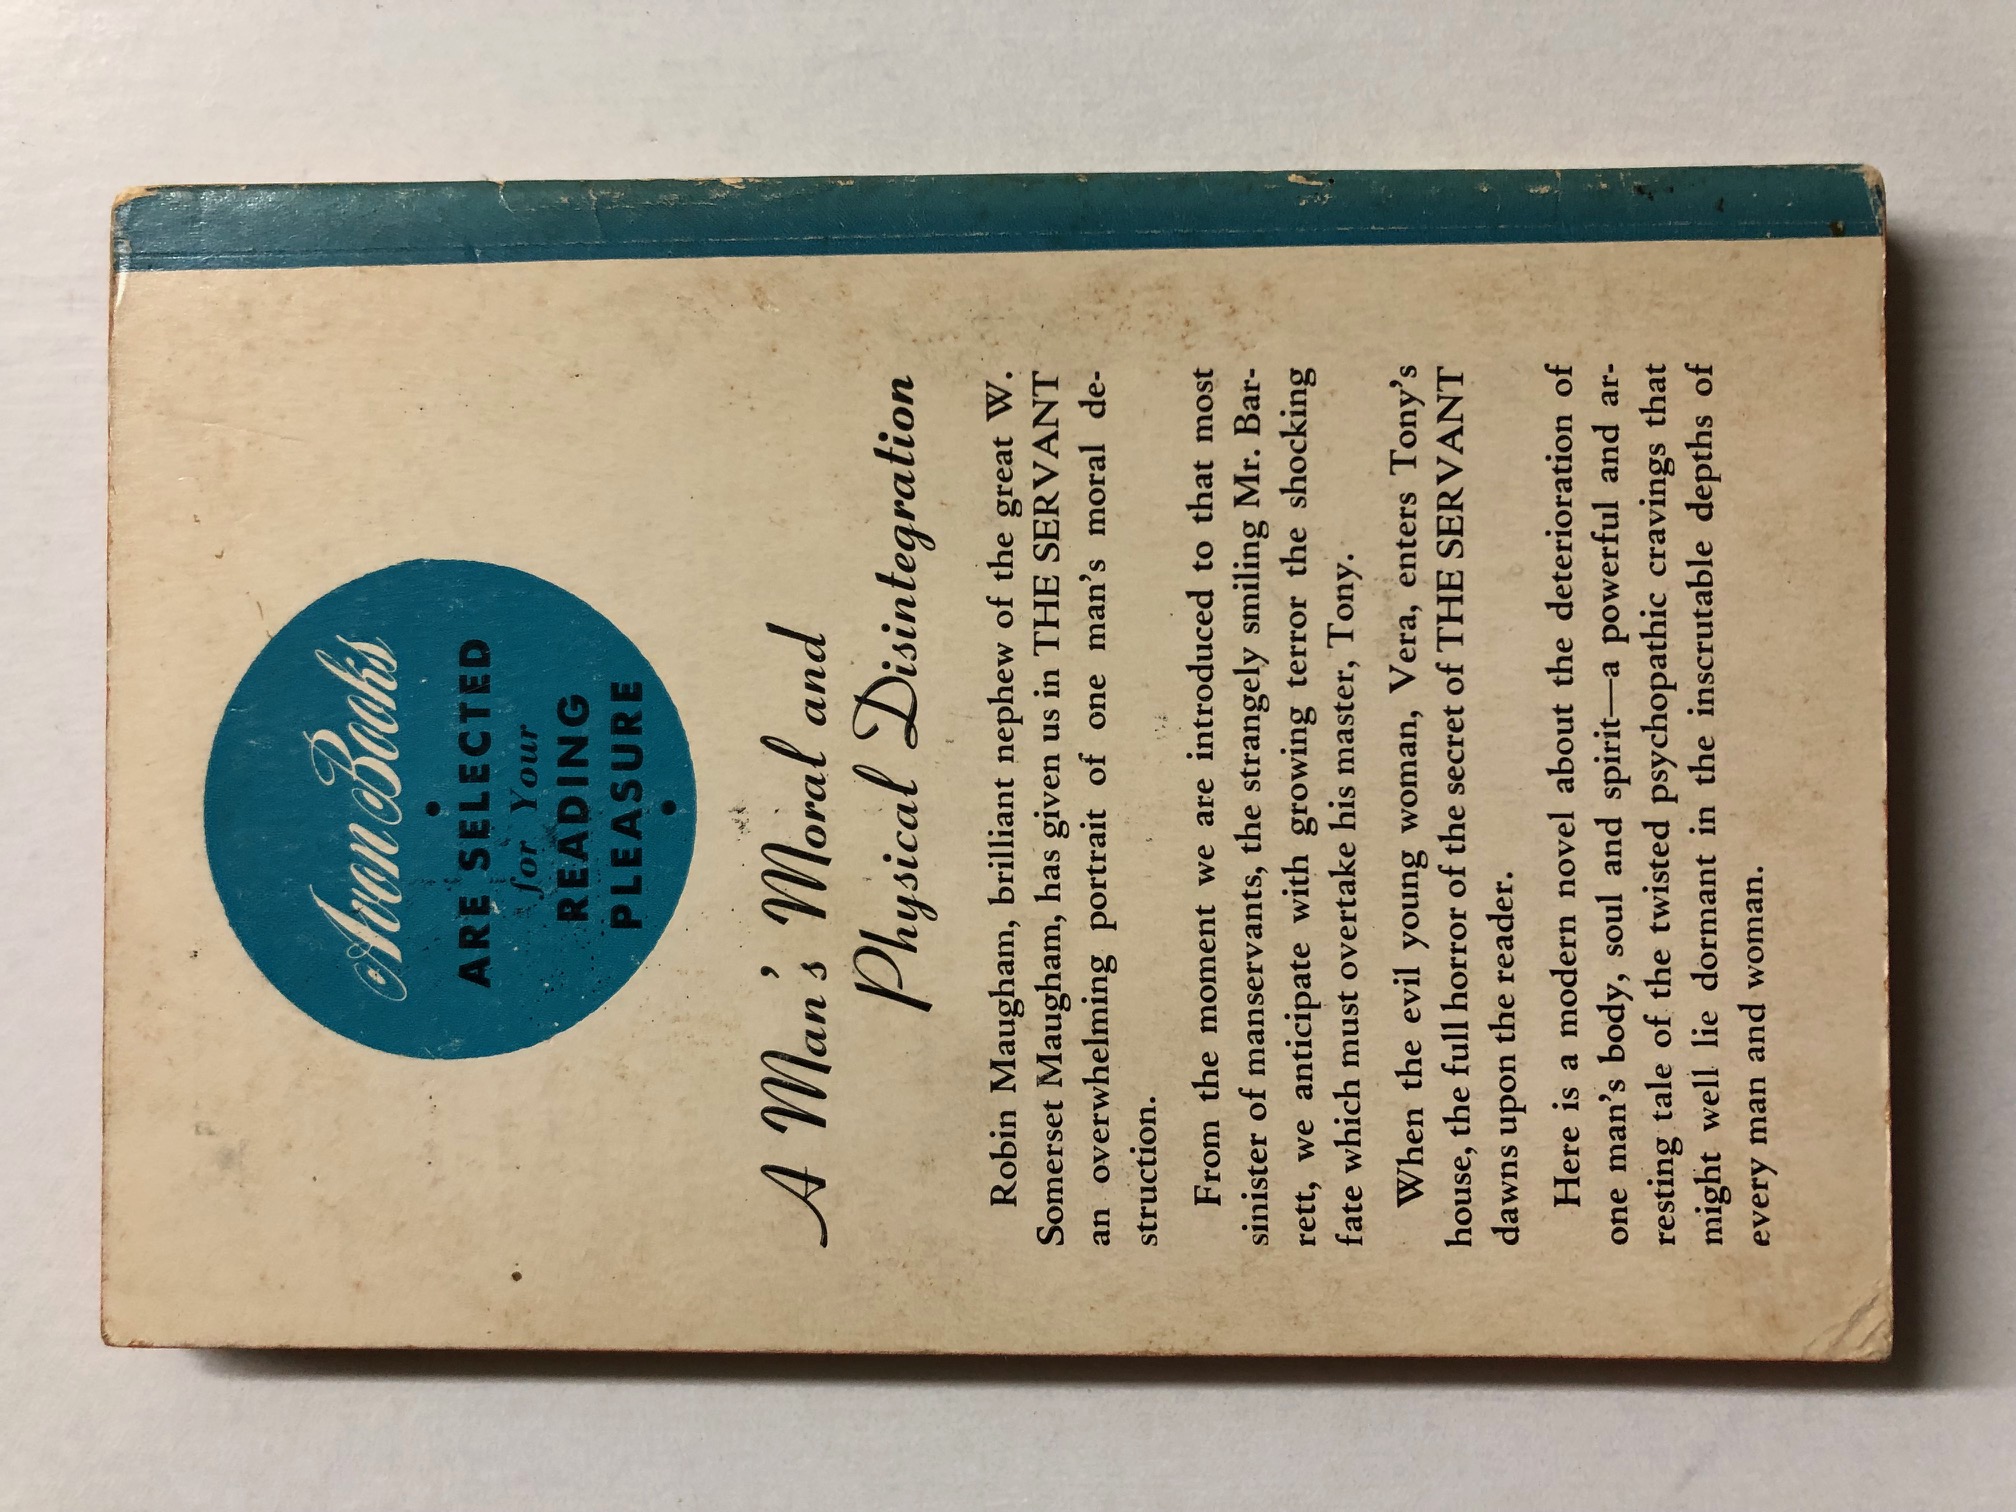 Avon Books
•
ARE SELECTED
for Your
READING
PLEASURE
•
A Man's Moral and
Physical Disintegration
Robin Maugham, brilliant nephew of the great W.
Somerset Maugham, has given us in THE SERVANT
an overwhelming portrait of one man's moral de-
struction.
From the moment we are introduced to that most
sinister of manservants, the strangely smiling Mr. Bar-
rett, we anticipate with growing terror the shocking
fate which must overtake his master, Tony.
When the evil young woman, Vera, enters Tony's
house, the full horror of the secret of THE SERVANT
dawns upon the reader.
Here is a modern novel about the deterioration of
one man's body, soul and spirit—a powerful and ar-
resting tale of the twisted psychopathic cravings that
might well lie dormant in the inscrutable depths of
every man and woman.